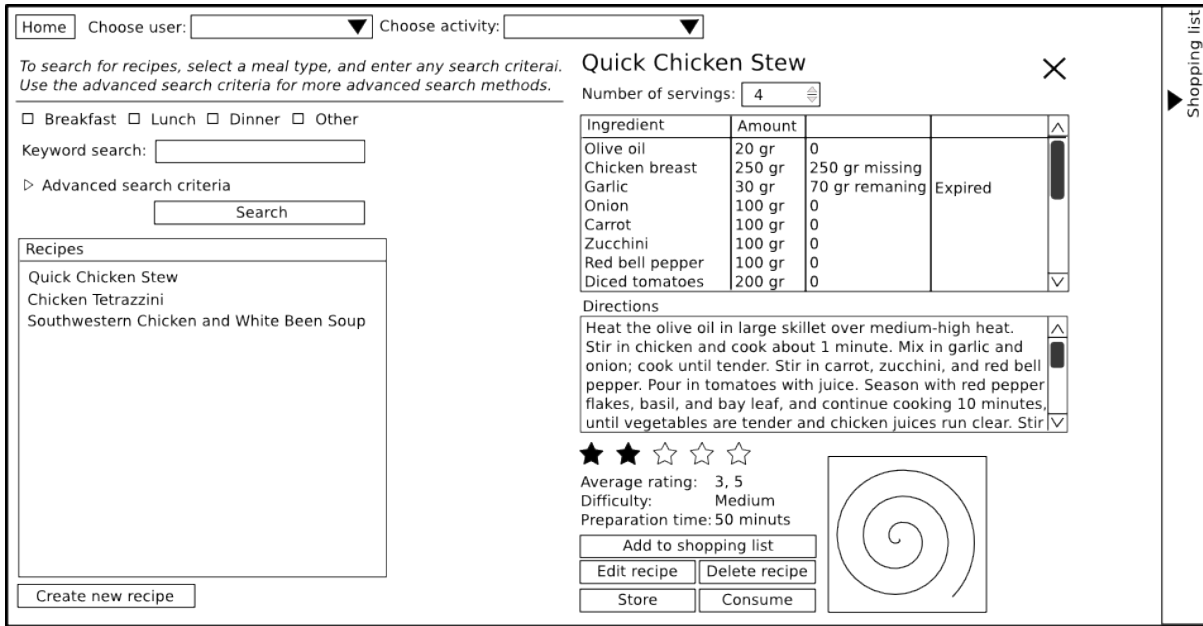 Home Choose user: Choose activity:
To search for recipes, select a meal type, and enter any search criterai.
Use the advanced search criteria for more advanced search methods.
Breakfast Lunch Dinner Other
Keyword search:
Advanced search criteria
Search
Recipes
Quick Chicken Stew
Chicken Tetrazzini
Southwestern Chicken and White Been Soup
Create new recipe
Quick Chicken Stew
Number of servings: 4
Ingredient Amount
Olive oil 20 gr 0
Chicken breast 250 gr 250 gr missing
Garlic 30 gr 70 gr remaning Expired
Onion 100 gr 0
Carrot 100 gr 0
Zucchini 100 gr 0
Red bell pepper 100 gr 0
Diced tomatoes 200 gr 0
Directions
Heat the olive oil in large skillet over medium-high heat.
Stir in chicken and cook about 1 minute. Mix in garlic and
onion; cook until tender. Stir in carrot, zucchini, and red bell
pepper. Pour in tomatoes with juice. Season with red pepper
flakes, basil, and bay leaf, and continue cooking 10 minutes,
until vegetables are tender and chicken juices run clear. Stir
Average rating: 3, 5
Difficulty: Medium
Preparation time: 50 minuts
Add to shopping list
Edit recipe Delete recipe
Store Consume
Shopping list